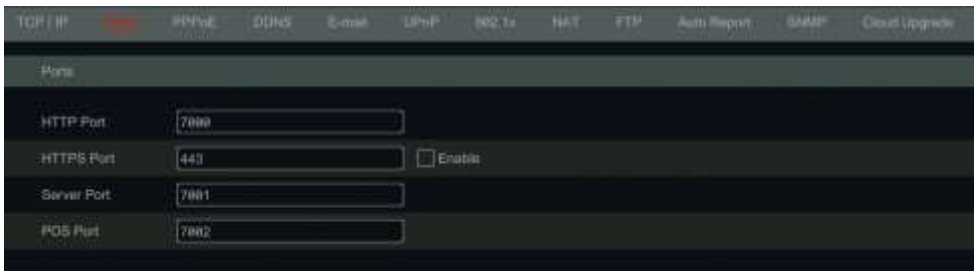 TCP / IP PPPoE DDNS E-mail UPnP 802.1x NAT FTP Auto Report SNMP Cloud Upgrade
Ports
HTTP Port 7000
HTTPS Port 443 Enable
Server Port 7001
POS Port 7002